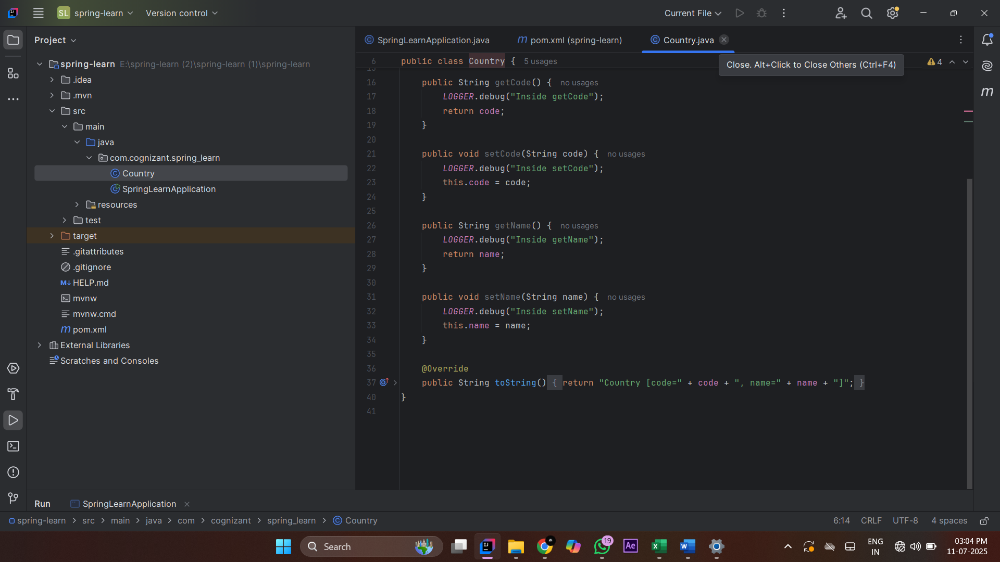 SL spring-learn Version control Current File
Project
SpringLearnApplication.java pom.xml (spring-learn) Country.java
Close. Alt+Click to Close Others (Ctrl+F4)
spring-learn E:\spring-learn (2)\spring-learn (1)\spring-learn
.idea
.mvn
src
main
java
com.cognizant.spring_learn
Country
SpringLearnApplication
resources
test
target
.gitattributes
.gitignore
M↓ HELP.md
mvnw
mvnw.cmd
m pom.xml
External Libraries
Scratches and Consoles
6 public class Country { 5 usages
4
16 public String getCode() { no usages
17 LOGGER.debug("Inside getCode");
18 return code;
19 }
20
21 public void setCode(String code) { no usages
22 LOGGER.debug("Inside setCode");
23 this.code = code;
24 }
25
26 public String getName() { no usages
27 LOGGER.debug("Inside getName");
28 return name;
29 }
30
31 public void setName(String name) { no usages
32 LOGGER.debug("Inside setName");
33 this.name = name;
34 }
35
36 @Override
37 public String toString() { return "Country [code=" + code + ", name=" + name + "]"; }
40 }
41
Run SpringLearnApplication
spring-learn > src > main > java > com > cognizant > spring_learn > Country
6:14 CRLF UTF-8 4 spaces
Search
19
Ae
ENG
IN
03:04 PM
11-07-2025